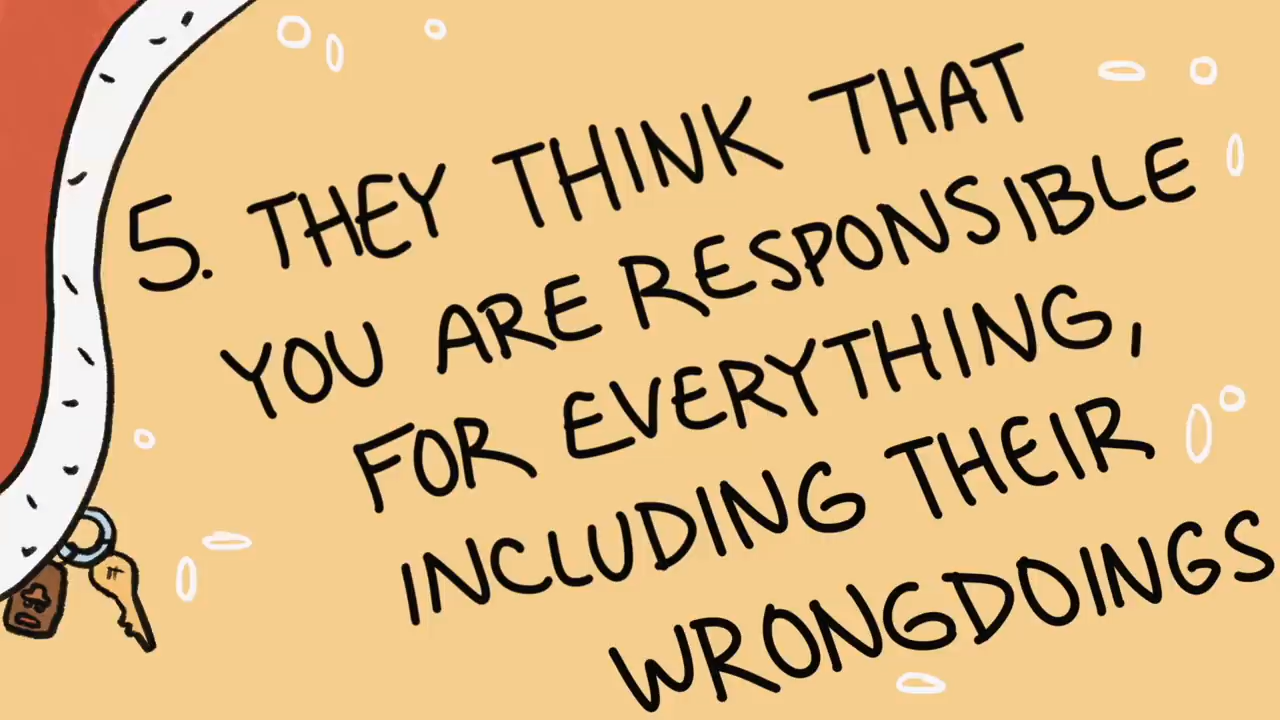 5. THEY THINK THAT
YOU ARE RESPONSIBLE
FOR EVERYTHING,
INCLUDING THEIR
WRONGDOINGS